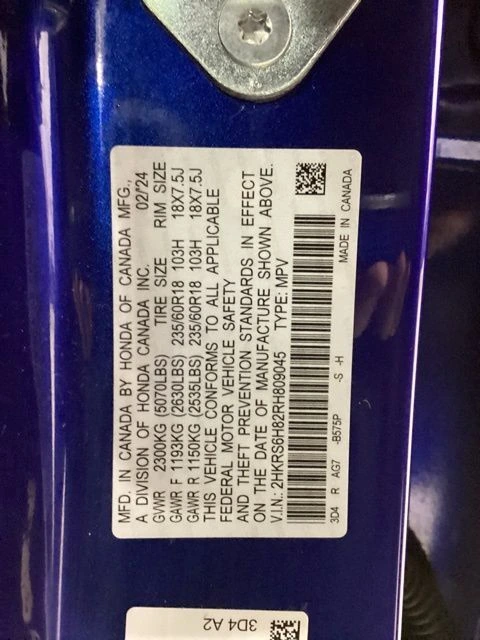 MFD. IN CANADA BY HONDA OF CANADA MFG.,
A DIVISION OF HONDA CANADA INC. 02/24
GVWR 2300KG (5070LBS) TIRE SIZE RIM SIZE
GAWR F 1193KG (2630LBS) 235/60R18 103H 18X7.5J
GAWR R 1150KG (2535LBS) 235/60R18 103H 18X7.5J
THIS VEHICLE CONFORMS TO ALL APPLICABLE
FEDERAL MOTOR VEHICLE SAFETY
AND THEFT PREVENTION STANDARDS IN EFFECT
ON THE DATE OF MANUFACTURE SHOWN ABOVE.
V.I.N.: 2HKRS6H82RH809045 TYPE: MPV
3D4 R AG7 -B575P -S -H MADE IN CANADA
3D4 A2